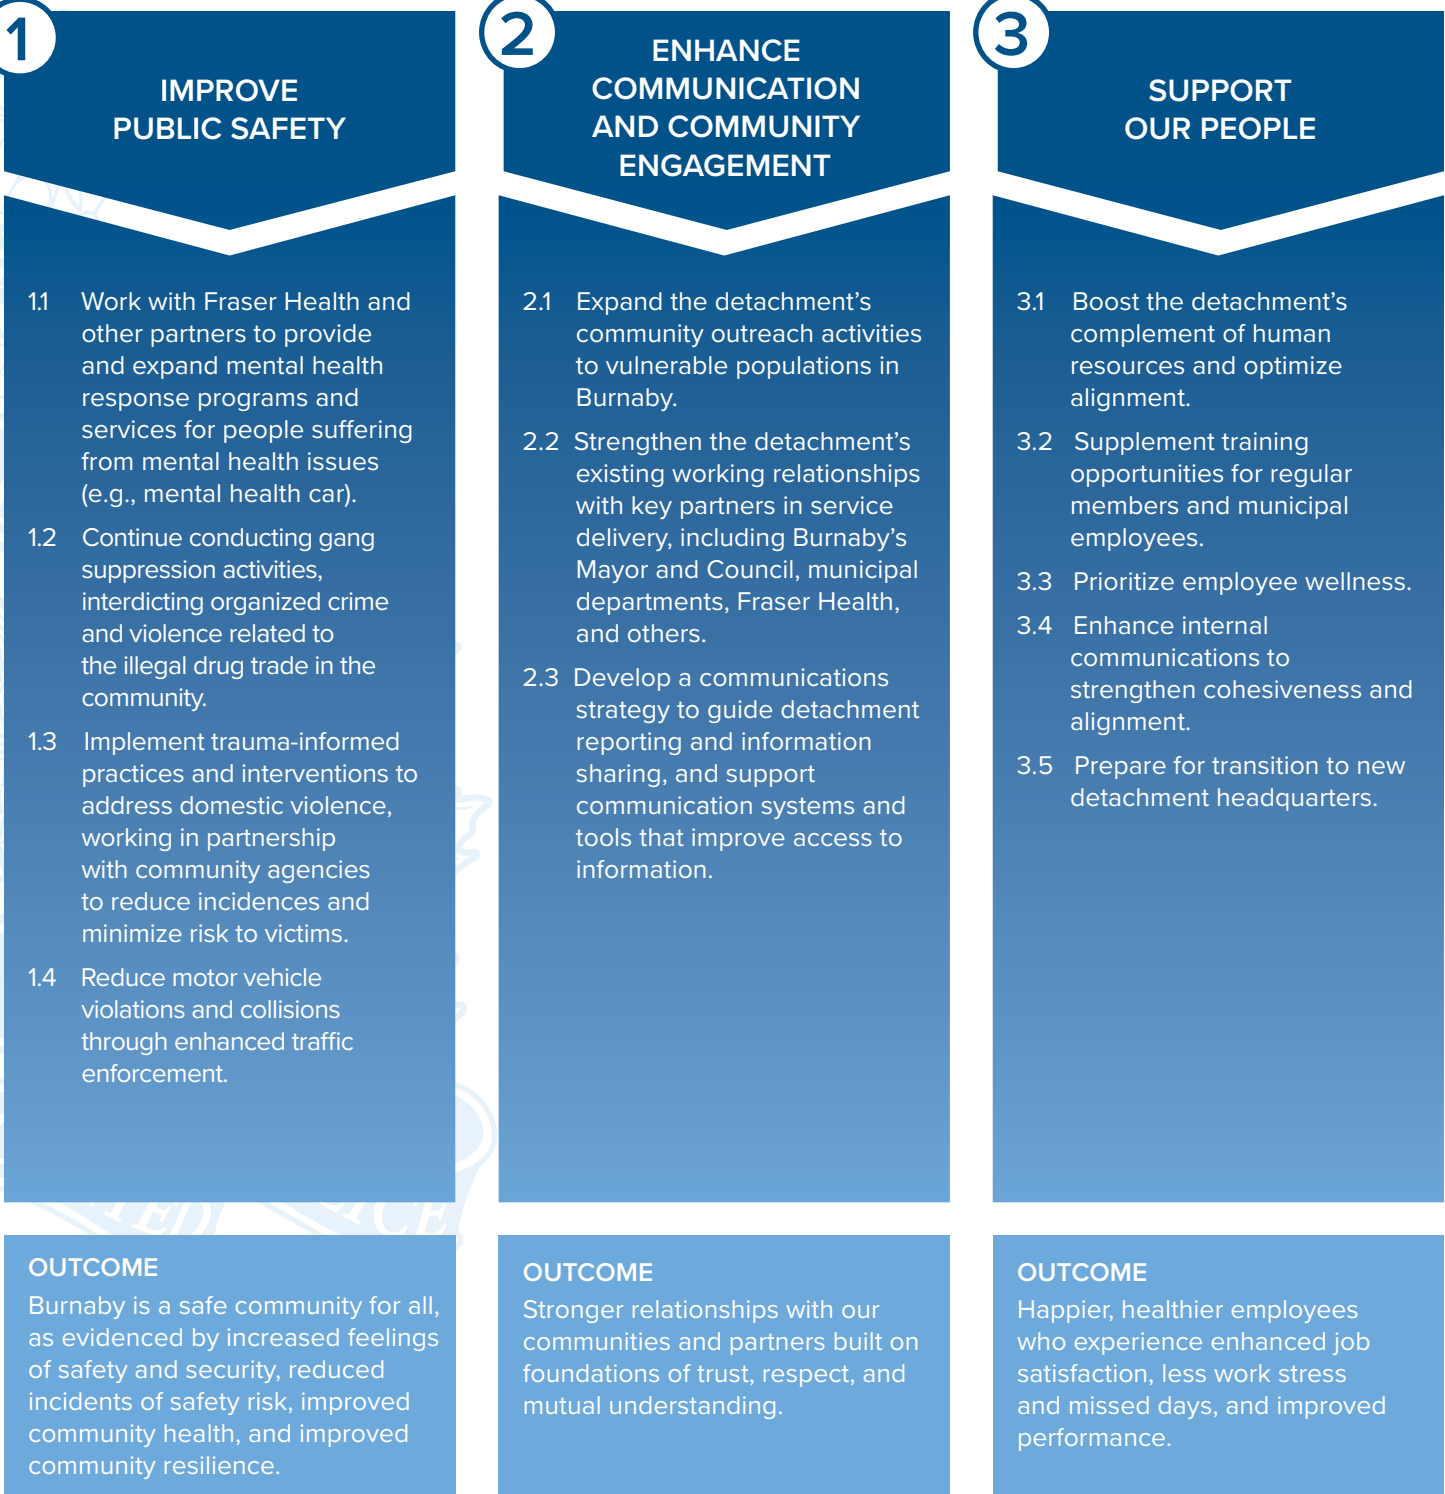 1
IMPROVE
PUBLIC SAFETY
1.1 Work with Fraser Health and
other partners to provide
and expand mental health
response programs and
services for people suffering
from mental health issues
(e.g., mental health car).
1.2 Continue conducting gang
suppression activities,
interdicting organized crime
and violence related to
the illegal drug trade in the
community.
1.3 Implement trauma-informed
practices and interventions to
address domestic violence,
working in partnership
with community agencies
to reduce incidences and
minimize risk to victims.
1.4 Reduce motor vehicle
violations and collisions
through enhanced traffic
enforcement.
OUTCOME
Burnaby is a safe community for all,
as evidenced by increased feelings
of safety and security, reduced
incidents of safety risk, improved
community health, and improved
community resilience.
2
ENHANCE
COMMUNICATION
AND COMMUNITY
ENGAGEMENT
2.1 Expand the detachment's
community outreach activities
to vulnerable populations in
Burnaby.
2.2 Strengthen the detachment's
existing working relationships
with key partners in service
delivery, including Burnaby's
Mayor and Council, municipal
departments, Fraser Health,
and others.
2.3 Develop a communications
strategy to guide detachment
reporting and information
sharing, and support
communication systems and
tools that improve access to
information.
OUTCOME
Stronger relationships with our
communities and partners built on
foundations of trust, respect, and
mutual understanding.
3
SUPPORT
OUR PEOPLE
3.1 Boost the detachment's
complement of human
resources and optimize
alignment.
3.2 Supplement training
opportunities for regular
members and municipal
employees.
3.3 Prioritize employee wellness.
3.4 Enhance internal
communications to
strengthen cohesiveness and
alignment.
3.5 Prepare for transition to new
detachment headquarters.
OUTCOME
Happier, healthier employees
who experience enhanced job
satisfaction, less work stress
and missed days, and improved
performance.